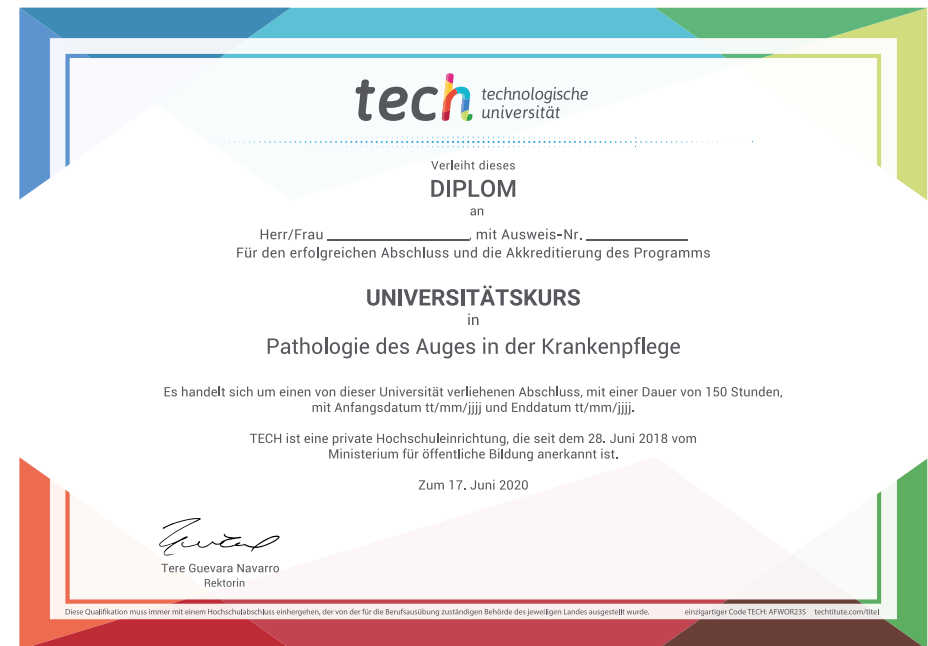 tech technologische
universität
Verleiht dieses
DIPLOM
an
Herr/Frau ____________________, mit Ausweis-Nr. ______________
Für den erfolgreichen Abschluss und die Akkreditierung des Programms
UNIVERSITÄTSKURS
in
Pathologie des Auges in der Krankenpflege
Es handelt sich um einen von dieser Universität verliehenen Abschluss, mit einer Dauer von 150 Stunden,
mit Anfangsdatum tt/mm/jjjj und Enddatum tt/mm/jjjj.
TECH ist eine private Hochschuleinrichtung, die seit dem 28. Juni 2018 vom
Ministerium für öffentliche Bildung anerkannt ist.
Zum 17. Juni 2020
Tere Guevara Navarro
Rektorin
Diese Qualifikation muss immer mit einem Hochschulabschluss einhergehen, der von der für die Berufsausübung zuständigen Behörde des jeweiligen Landes ausgestellt wurde. einzigartiger Code TECH: AFWOR23S techtitute.com/titel